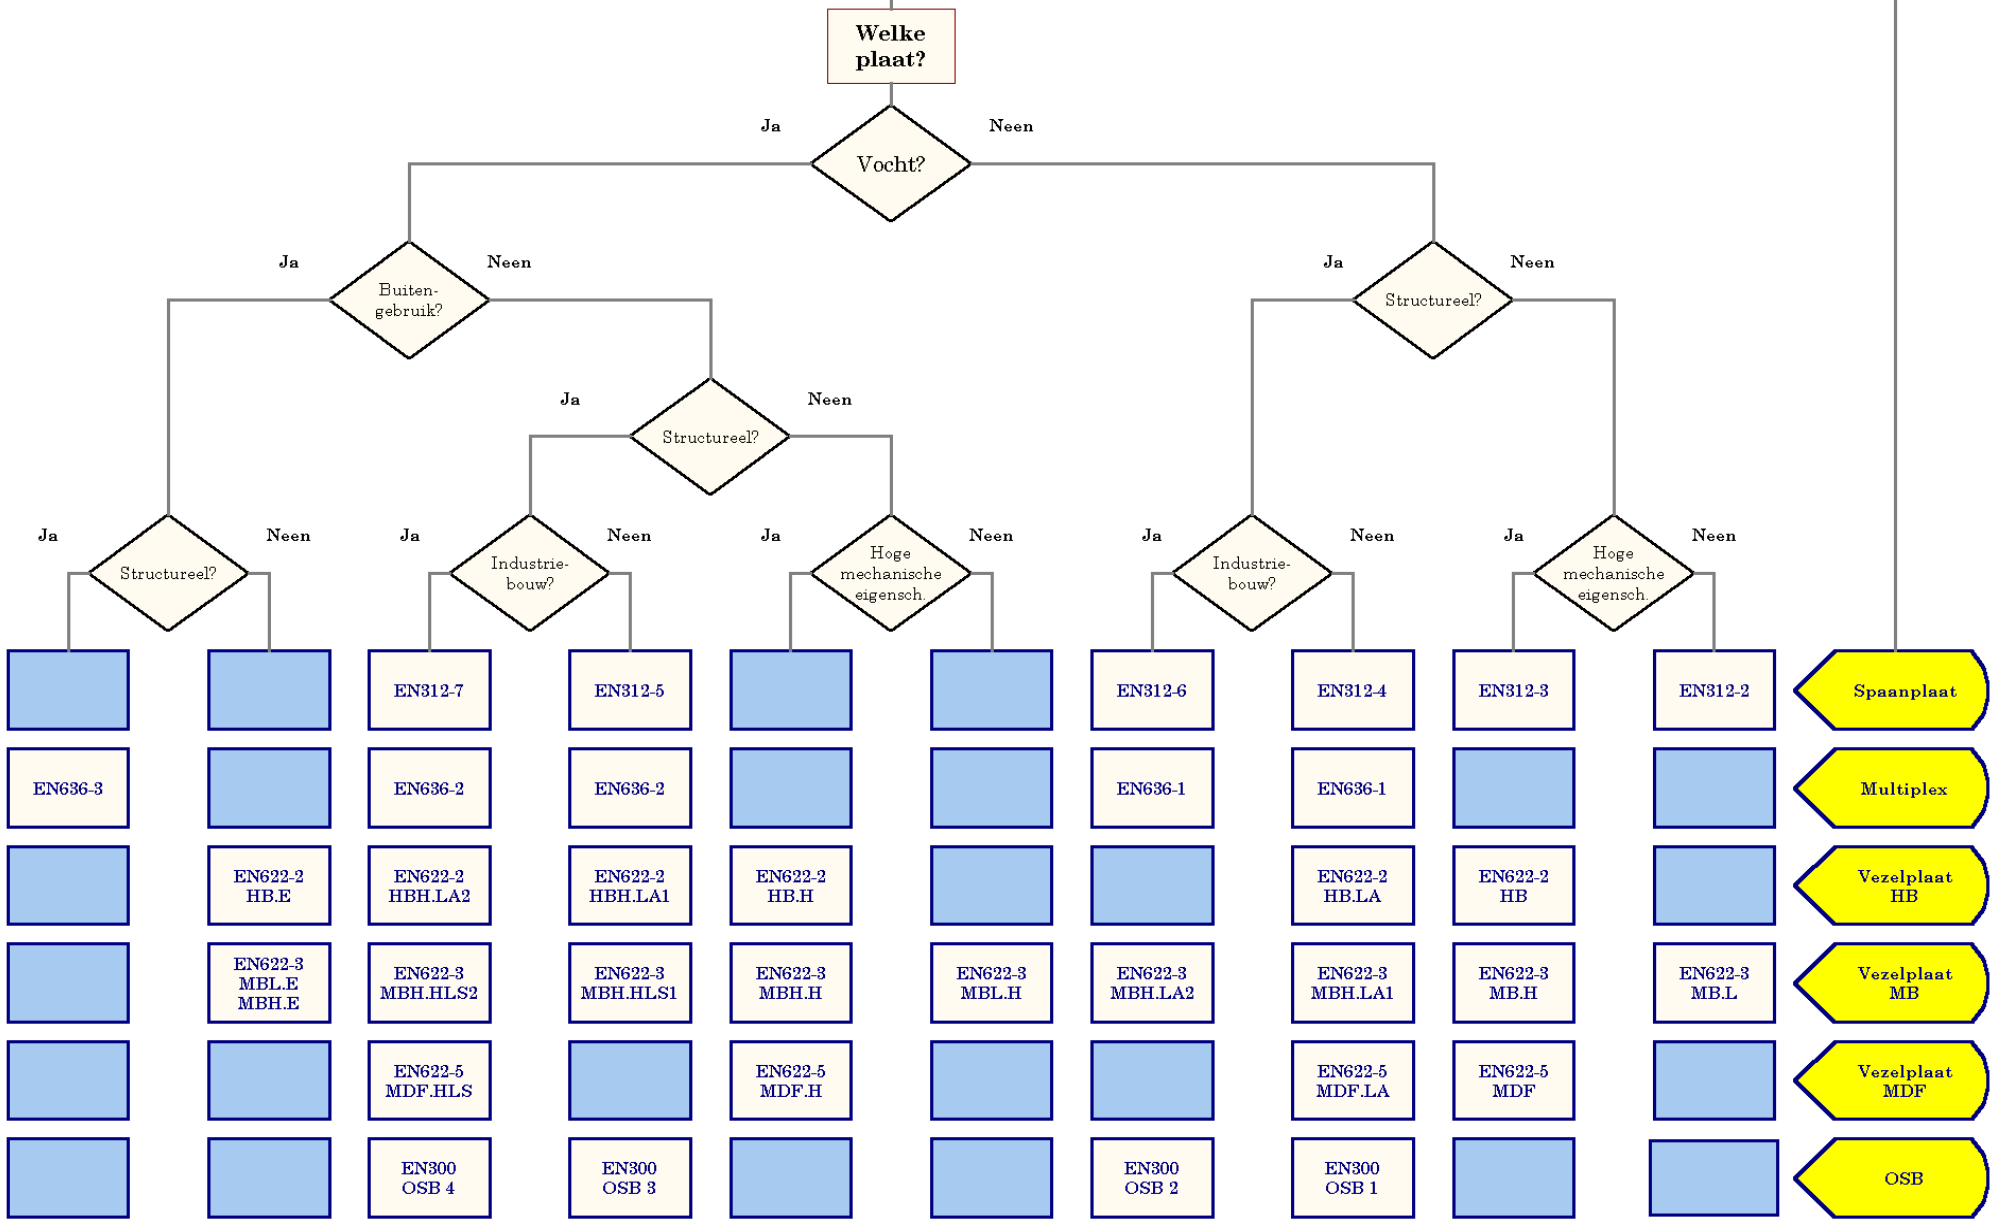 Welke
plaat?
Ja
Neen
Vocht?
Ja
Neen
Ja
Neen
Buiten-
gebruik?
Structureel?
Ja
Neen
Structureel?
Ja
Neen
Ja
Neen
Ja
Neen
Ja
Neen
Ja
Neen
Structureel?
Industrie-
bouw?
Hoge
mechanische
eigensch.
Industrie-
bouw?
Hoge
mechanische
eigensch.
EN312-7
EN312-5
EN312-6
EN312-4
EN312-3
EN312-2
Spaanplaat
EN636-3
EN636-2
EN636-2
EN636-1
EN636-1
Multiplex
EN622-2
HB.E
EN622-2
HBH.LA2
EN622-2
HBH.LA1
EN622-2
HB.H
EN622-2
HB.LA
EN622-2
HB
Vezelplaat
HB
EN622-3
MBL.E
MBH.E
EN622-3
MBH.HLS2
EN622-3
MBH.HLS1
EN622-3
MBH.H
EN622-3
MBL.H
EN622-3
MBH.LA2
EN622-3
MBH.LA1
EN622-3
MB.H
EN622-3
MB.L
Vezelplaat
MB
EN622-5
MDF.HLS
EN622-5
MDF.H
EN622-5
MDF.LA
EN622-5
MDF
Vezelplaat
MDF
EN300
OSB 4
EN300
OSB 3
EN300
OSB 2
EN300
OSB 1
OSB